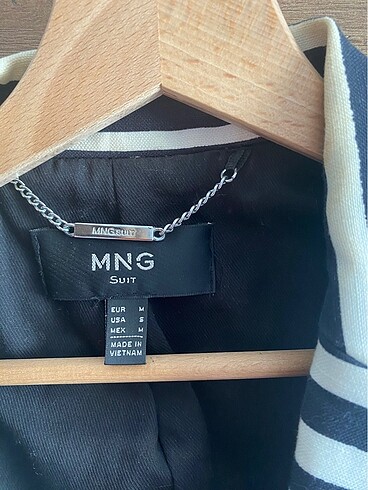 MNG SUIT
MNG
SUIT
EUR M
USA S
MEX M
MADE IN
VIETNAM